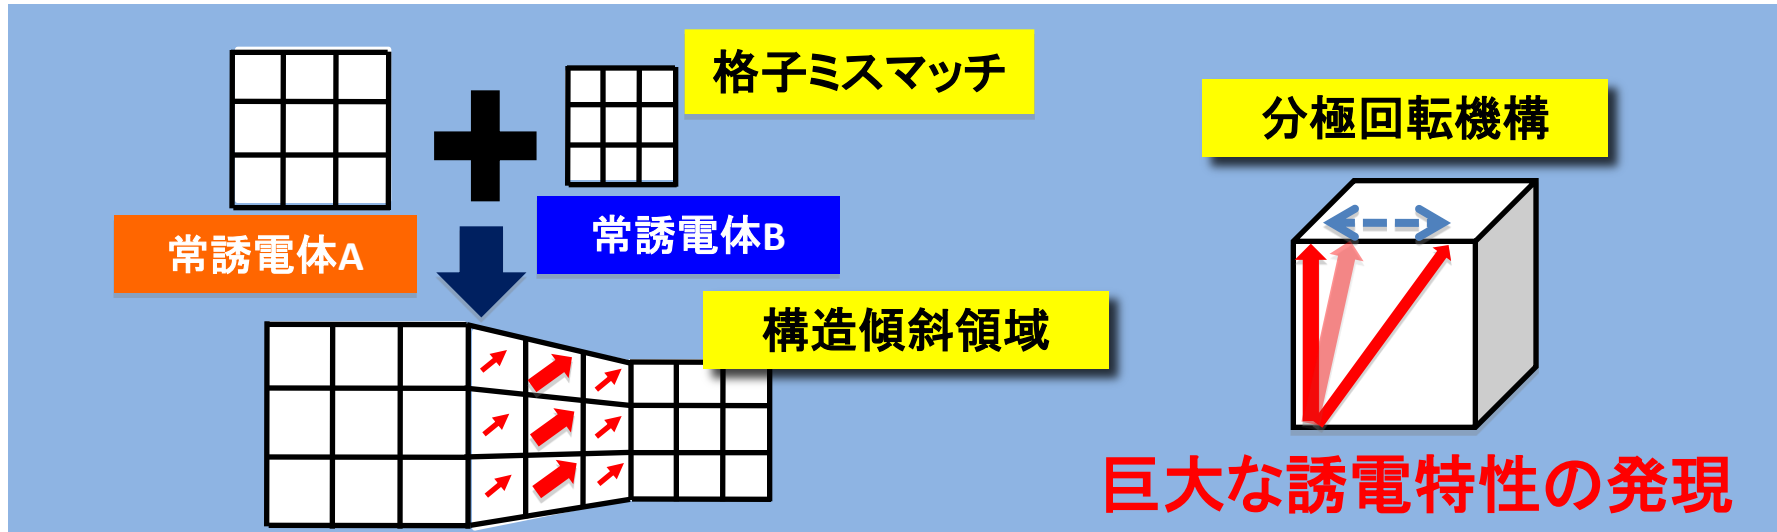 格子ミスマッチ
常誘電体A
常誘電体B
構造傾斜領域
分極回転機構
巨大な誘電特性の発現